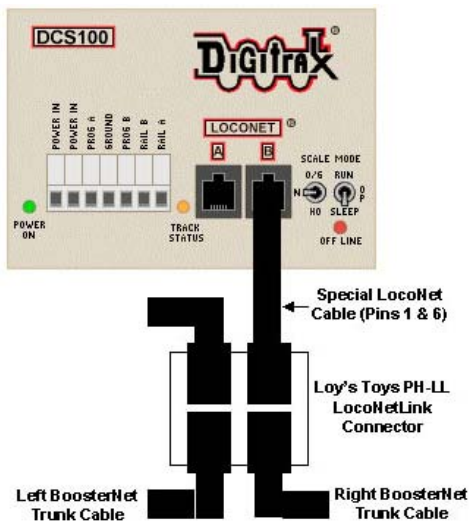 DCS100
DIGITRAX ®
LOCONET ®
A B
POWER IN
POWER IN
PROG A
GROUND
PROG B
RAIL B
RAIL A
SCALE MODE
O/G RUN
N O P
HO SLEEP
POWER ON
TRACK STATUS
OFF LINE
Special LocoNet
Cable (Pins 1 & 6)
Loy's Toys PH-LL
LocoNetLink
Connector
Left BoosterNet
Trunk Cable
Right BoosterNet
Trunk Cable